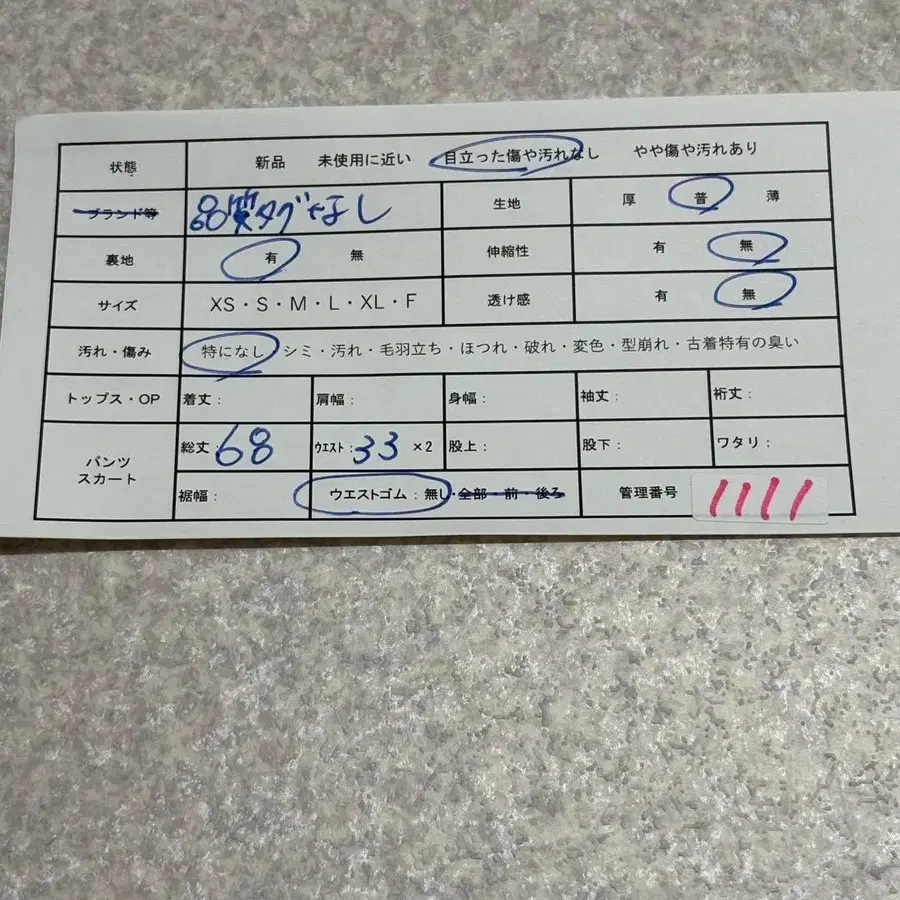 状態 新品 未使用に近い 目立った傷や汚れなし やや傷や汚れあり
ブランド等 品質タグなし 生地 厚 普 薄
裏地 有 無 伸縮性 有 無
サイズ XS・S・M・L・XL・F 透け感 有 無
汚れ・傷み 特になし シミ・汚れ・毛羽立ち・ほつれ・破れ・変色・型崩れ・古着特有の臭い
トップス・OP 着丈: 肩幅: 身幅: 袖丈: 裄丈:
パンツ スカート 総丈:68 ウエスト:33 ×2 股上: 股下: ワタリ:
裾幅: ウエストゴム:無し・全部・前・後ろ 管理番号 1111